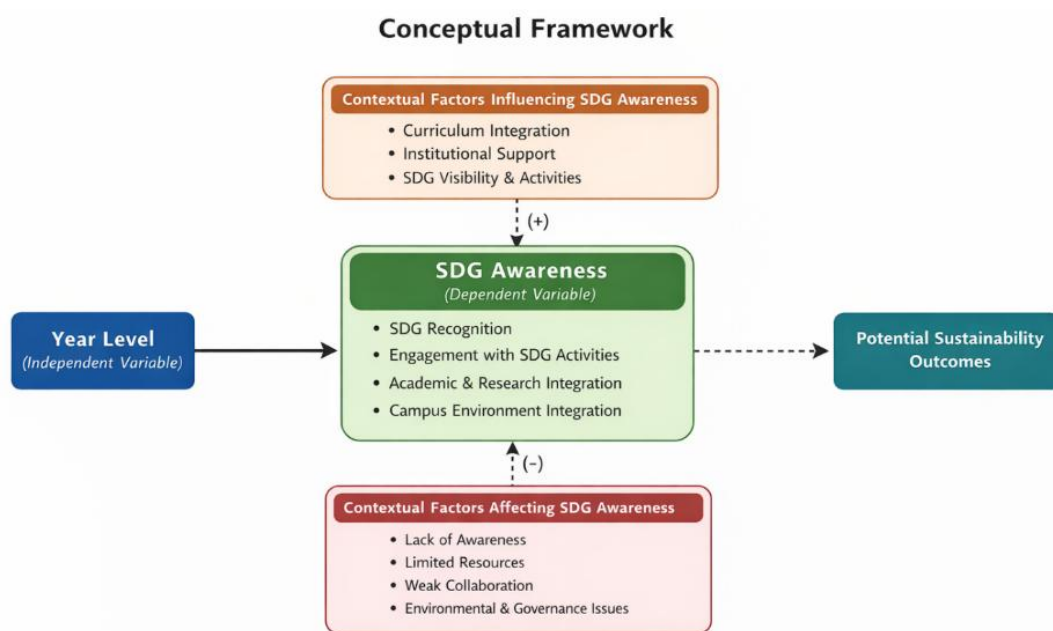 Conceptual Framework
Contextual Factors Influencing SDG Awareness
• Curriculum Integration
• Institutional Support
• SDG Visibility & Activities
(+)
SDG Awareness
(Dependent Variable)
• SDG Recognition
• Engagement with SDG Activities
• Academic & Research Integration
• Campus Environment Integration
Year Level
(Independent Variable)
Potential Sustainability
Outcomes
(-)
Contextual Factors Affecting SDG Awareness
• Lack of Awareness
• Limited Resources
• Weak Collaboration
• Environmental & Governance Issues